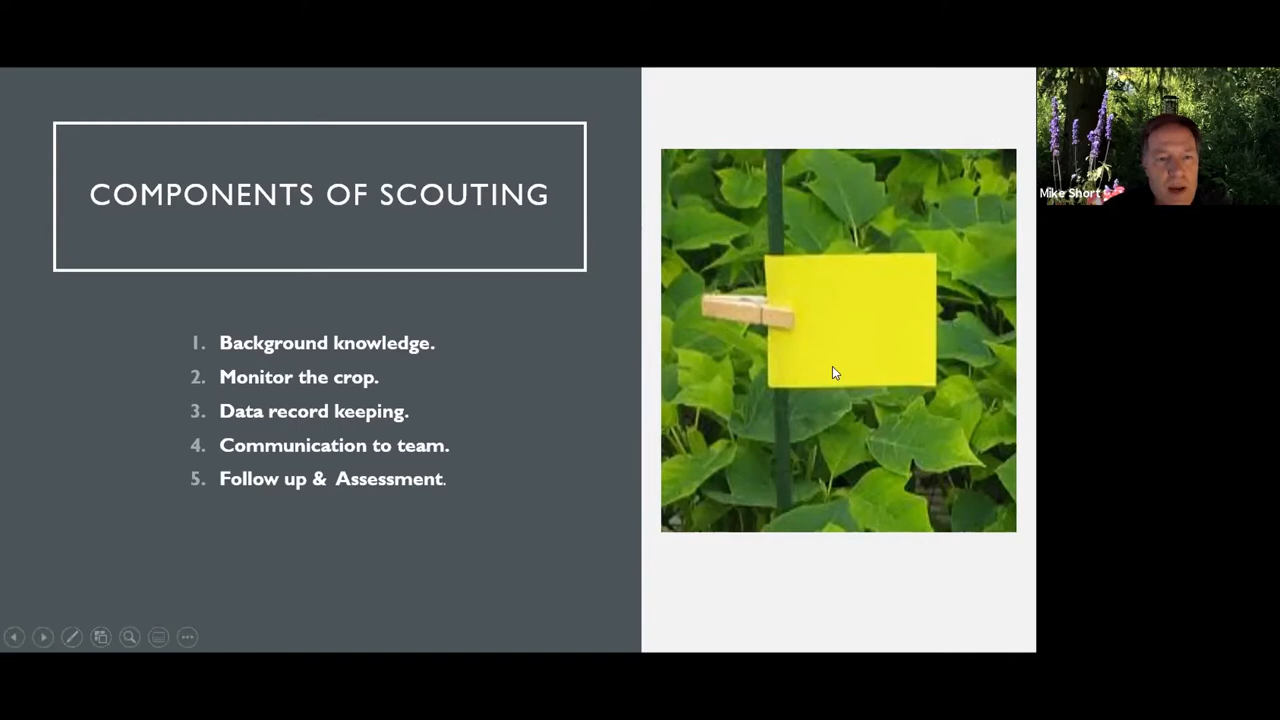 COMPONENTS OF SCOUTING
1. Background knowledge.
2. Monitor the crop.
3. Data record keeping.
4. Communication to team.
5. Follow up & Assessment.
Mike Short